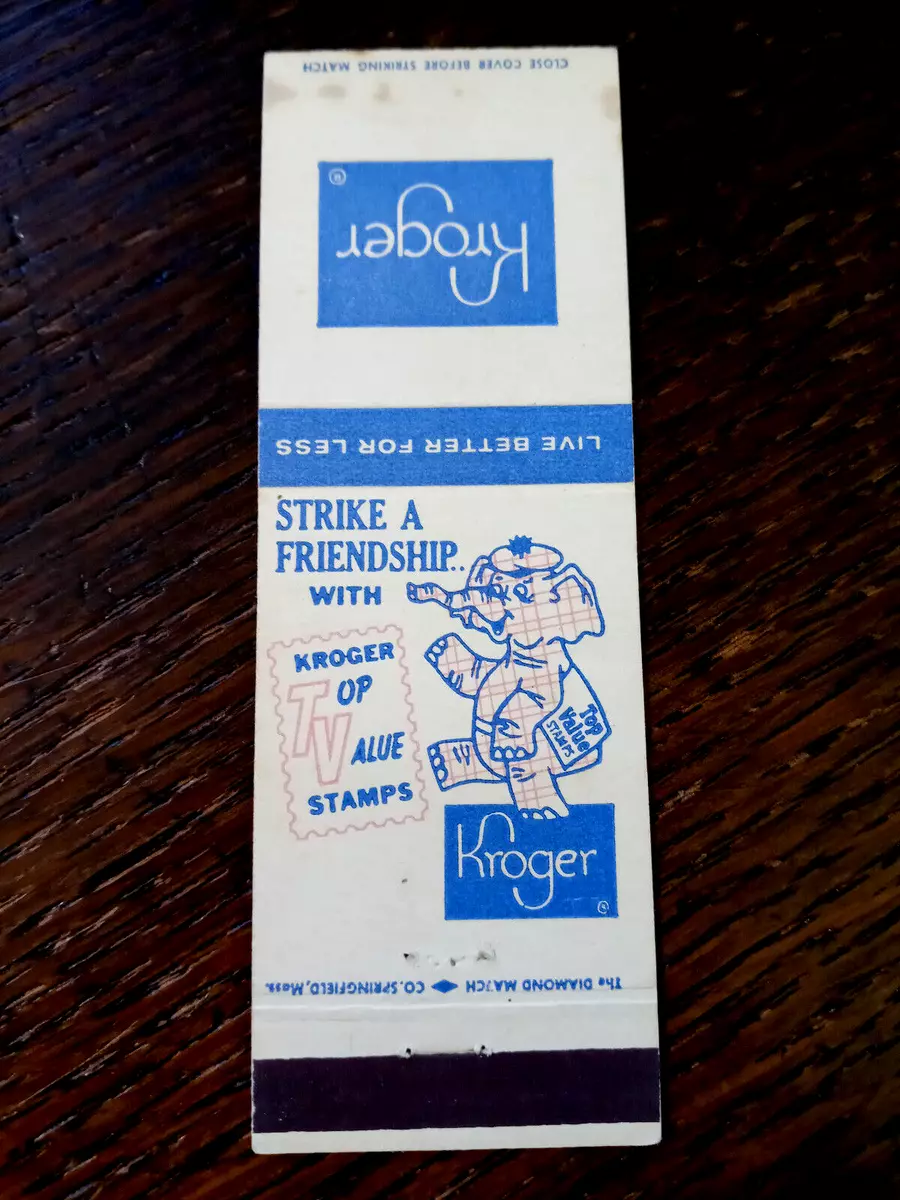 CLOSE COVER BEFORE STRIKING MATCH
Kroger
®
LIVE BETTER FOR LESS
STRIKE A
FRIENDSHIP..
WITH
KROGER
TOP
VALUE
STAMPS
Top
Value
STAMPS
Kroger
®
The DIAMOND MATCH CO. SPRINGFIELD, Mass.